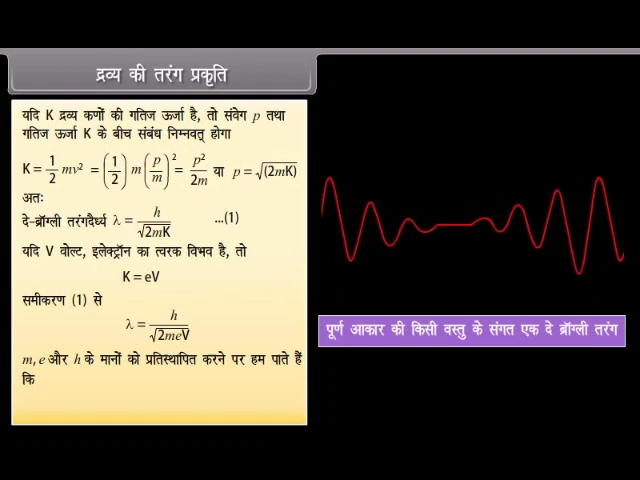 द्रव्य की तरंग प्रकृति
यदि K द्रव्य कणों की गतिज ऊर्जा है, तो संवेग p तथा
गतिज ऊर्जा K के बीच संबंध निम्नवत् होगा
K = 1/2 mv² = (1/2) m (p/m)² = p²/2m या p = √(2mK)
अतः
दे-ब्रॉग्ली तरंगदैर्ध्य λ = h/√2mK ...(1)
यदि V वोल्ट, इलेक्ट्रॉन का त्वरक विभव है, तो
K = eV
समीकरण (1) से
λ = h/√2meV
m, e और h के मानों को प्रतिस्थापित करने पर हम पाते हैं
कि
पूर्ण आकार की किसी वस्तु के संगत एक दे ब्रॉग्ली तरंग